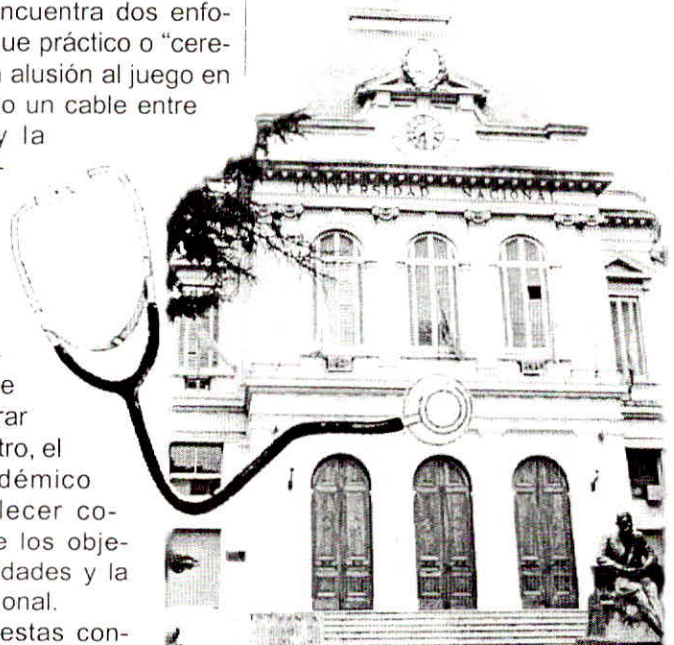 ncuentra dos enfo-
ue práctico o “cere-
alusión al juego en
o un cable entre
y la
e
rar
tro, el
démico
lecer co-
e los obje-
dades y la
onal.
estas con-
UNIVERSIDAD NACIONAL